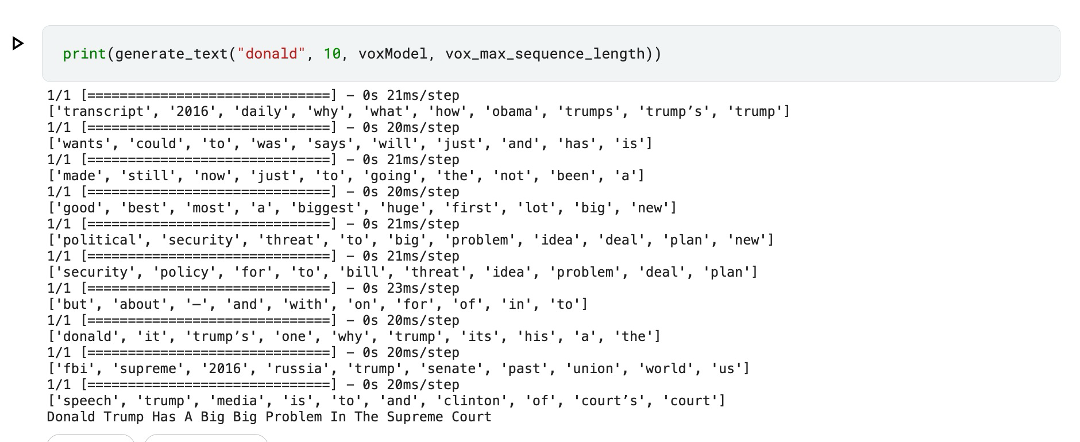 print(generate_text("donald", 10, voxModel, vox_max_sequence_length))
1/1 [==============================] - 0s 21ms/step
['transcript', '2016', 'daily', 'why', 'what', 'how', 'obama', 'trumps', 'trump’s', 'trump']
1/1 [==============================] - 0s 20ms/step
['wants', 'could', 'to', 'was', 'says', 'will', 'just', 'and', 'has', 'is']
1/1 [==============================] - 0s 21ms/step
['made', 'still', 'now', 'just', 'to', 'going', 'the', 'not', 'been', 'a']
1/1 [==============================] - 0s 20ms/step
['good', 'best', 'most', 'a', 'biggest', 'huge', 'first', 'lot', 'big', 'new']
1/1 [==============================] - 0s 21ms/step
['political', 'security', 'threat', 'to', 'big', 'problem', 'idea', 'deal', 'plan', 'new']
1/1 [==============================] - 0s 21ms/step
['security', 'policy', 'for', 'to', 'bill', 'threat', 'idea', 'problem', 'deal', 'plan']
1/1 [==============================] - 0s 23ms/step
['but', 'about', '—', 'and', 'with', 'on', 'for', 'of', 'in', 'to']
1/1 [==============================] - 0s 20ms/step
['donald', 'it', 'trump’s', 'one', 'why', 'trump', 'its', 'his', 'a', 'the']
1/1 [==============================] - 0s 20ms/step
['fbi', 'supreme', '2016', 'russia', 'trump', 'senate', 'past', 'union', 'world', 'us']
1/1 [==============================] - 0s 20ms/step
['speech', 'trump', 'media', 'is', 'to', 'and', 'clinton', 'of', 'court’s', 'court']
Donald Trump Has A Big Big Problem In The Supreme Court